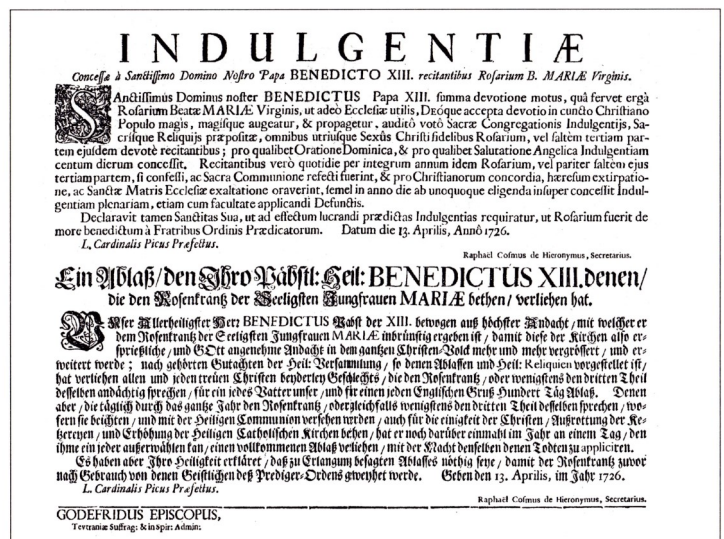 INDULGENTIÆ
Concessæ à Sanctissimo Domino Nostro Papa BENEDICTO XIII. recitantibus Rosarium B. MARIÆ Virginis.
SAnctissimus Dominus noster BENEDICTUS Papa XIII. summa devotione motus, quâ fervet ergà
Rosarium Beatæ MARIÆ Virginis, ut adeò Ecclesiæ utilis, DEóque accepta devotio in cuncto Christiano
Populo magis, magisque augeatur, & propagetur, auditô votô Sacræ Congregationis Indulgentijs, Sa-
crisque Reliquijs præpositæ, omnibus utriusque Sexûs Christi fidelibus Rosarium, vel saltèm tertiam par-
tem ejusdem devotè recitantibus; pro qualibet Oratione Dominica, & pro qualibet Salutatione Angelica Indulgentiam
centum dierum concessit. Recitantibus verò quotidie per integrum annum idem Rosarium, vel pariter saltèm ejus
tertiam partem, si confessi, ac Sacra Communione refecti fuerint, & pro Christianorum concordia, hæresum extirpatio-
ne, ac Sanctæ Matris Ecclesiæ exaltatione oraverint, semel in anno die ab unoquoque eligenda insuper concessit Indul-
gentiam plenariam, etiam cum facultate applicandi Defunctis.
Declaravit tamen Sanctitas Sua, ut ad effectum lucrandi prædictas Indulgentias requiratur, ut Rosarium fuerit de
more benedictum à Fratribus Ordinis Prædicatorum. Datum die 13. Aprilis, Annô 1726.
L. Cardinalis Picus Præfectus.
Raphaël Cosmus de Hieronymus, Secretarius.
Ein Ablaß / den Ihro Päbstl: Heil: BENEDICTUS XIII. denen /
die den Rosenkrantz der Seeligsten Jungfrauen MARIÆ bethen / verliehen hat.
UNser Allerheiligster Herr BENEDICTUS Pabst der XIII. bewogen auß höchster Andacht / mit welcher er
dem Rosenkrantz der Seeligsten Jungfrauen MARIÆ inbrünstig ergeben ist / damit diese der Kirchen also er-
sprießliche / und GOtt angenehme Andacht in dem gantzen Christen-Volck mehr und mehr vergrössert / und er-
weitert werde ; nach gehörten Gutachten der Heil: Versamnlung / so denen Ablässen und Heil: Reliquien vorgestellet ist /
hat verliehen allen und jeden treuen Christen beyderley Geschlechts / die den Rosenkrantz / oder wenigstens den dritten Theil
desselben andächtig sprechen / für ein jedes Vatter unser / und für einen jeden Englischen Gruß Hundert Täg Ablaß. Denen
aber / die täglich durch das gantze Jahr den Rosenkrantz / oder gleichfalls wenigstens den dritten Theil desselben sprechen / wo-
fern sie beichten / und mit der Heiligen Communion versehen werden / auch für die einigkeit der Christen / Außrottung der Ke-
tzereyen / und Erhöhung der Heiligen Catholischen Kirchen bethen / hat er noch darüber einmahl im Jahr an einem Tag / den
ihme ein jeder außerwählen kan / einen vollkommenen Ablaß verliehen / mit der Macht denselben denen Todten zu appliciren.
Es haben aber Ihro Heiligkeit erkläret / daß zu Erlangung besagten Ablasses nöthig seye / damit der Rosenkrantz zuvor
nach Gebrauch von denen Geistlichen deß Prediger-Ordens geweyhet werde. Geben den 13. Aprilis, im Jahr 1726.
L. Cardinalis Picus Præfectus.
Raphaël Cosmus de Hieronymus, Secretarius.
GODEFRIDUS EPISCOPUS,
Tevtraniæ Suffrag: & in Spir: Admin: